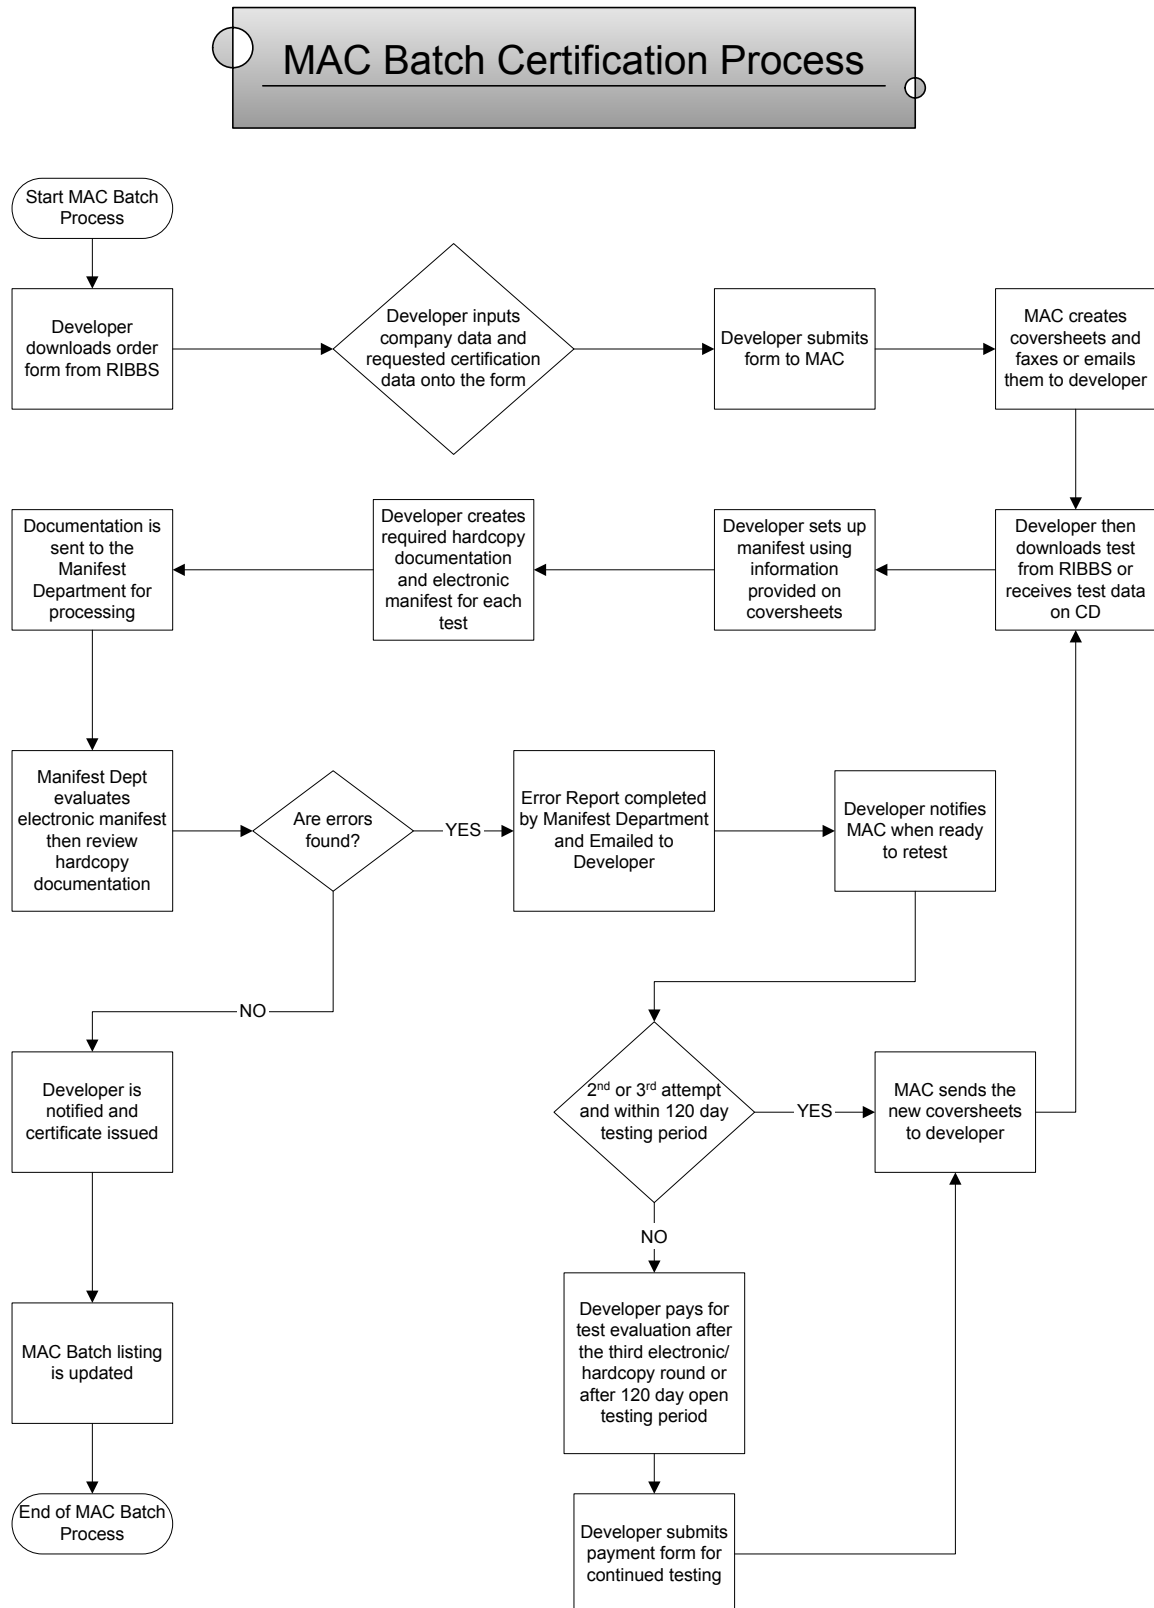 MAC Batch Certification Process
Start MAC Batch
Process
Developer
downloads order
form from RIBBS
Developer inputs
company data and
requested certification
data onto the form
Developer submits
form to MAC
MAC creates
coversheets and
faxes or emails
them to developer
Documentation is
sent to the
Manifest
Department for
processing
Developer creates
required hardcopy
documentation
and electronic
manifest for each
test
Developer sets up
manifest using
information
provided on
coversheets
Developer then
downloads test
from RIBBS or
receives test data
on CD
Manifest Dept
evaluates
electronic manifest
then review
hardcopy
documentation
Are errors
found?
YES
Error Report completed
by Manifest Department
and Emailed to
Developer
Developer notifies
MAC when ready
to retest
NO
Developer is
notified and
certificate issued
2nd or 3rd attempt
and within 120 day
testing period
YES
MAC sends the
new coversheets
to developer
NO
MAC Batch listing
is updated
Developer pays for
test evaluation after
the third electronic/
hardcopy round or
after 120 day open
testing period
End of MAC Batch
Process
Developer submits
payment form for
continued testing